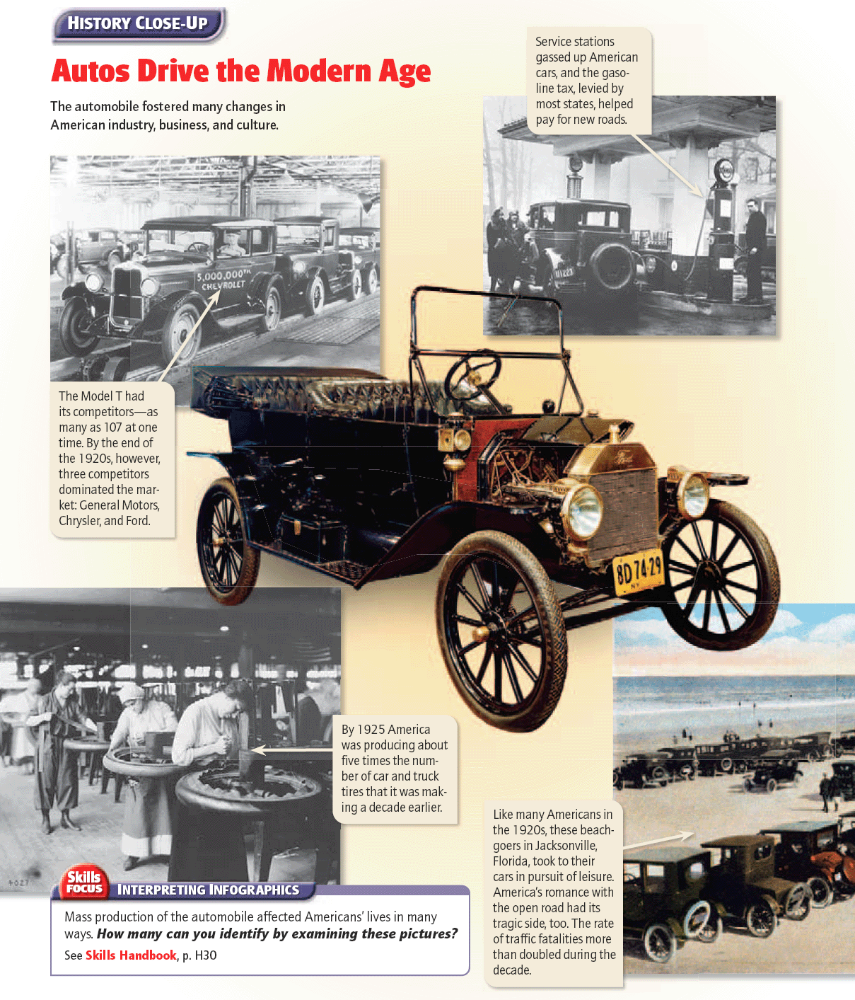 HISTORY CLOSE-UP
Autos Drive the Modern Age
The automobile fostered many changes in
American industry, business, and culture.
Service stations
gassed up American
cars, and the gaso-
line tax, levied by
most states, helped
pay for new roads.
5,000,000TH
CHEVROLET
The Model T had
its competitors—as
many as 107 at one
time. By the end of
the 1920s, however,
three competitors
dominated the mar-
ket: General Motors,
Chrysler, and Ford.
Ford
8D 74-29
NY
By 1925 America
was producing about
five times the num-
ber of car and truck
tires that it was mak-
ing a decade earlier.
Like many Americans in
the 1920s, these beach-
goers in Jacksonville,
Florida, took to their
cars in pursuit of leisure.
America's romance with
the open road had its
tragic side, too. The rate
of traffic fatalities more
than doubled during the
decade.
4027
Skills
FOCUS
INTERPRETING INFOGRAPHICS
Mass production of the automobile affected Americans' lives in many
ways. How many can you identify by examining these pictures?
See Skills Handbook, p. H30